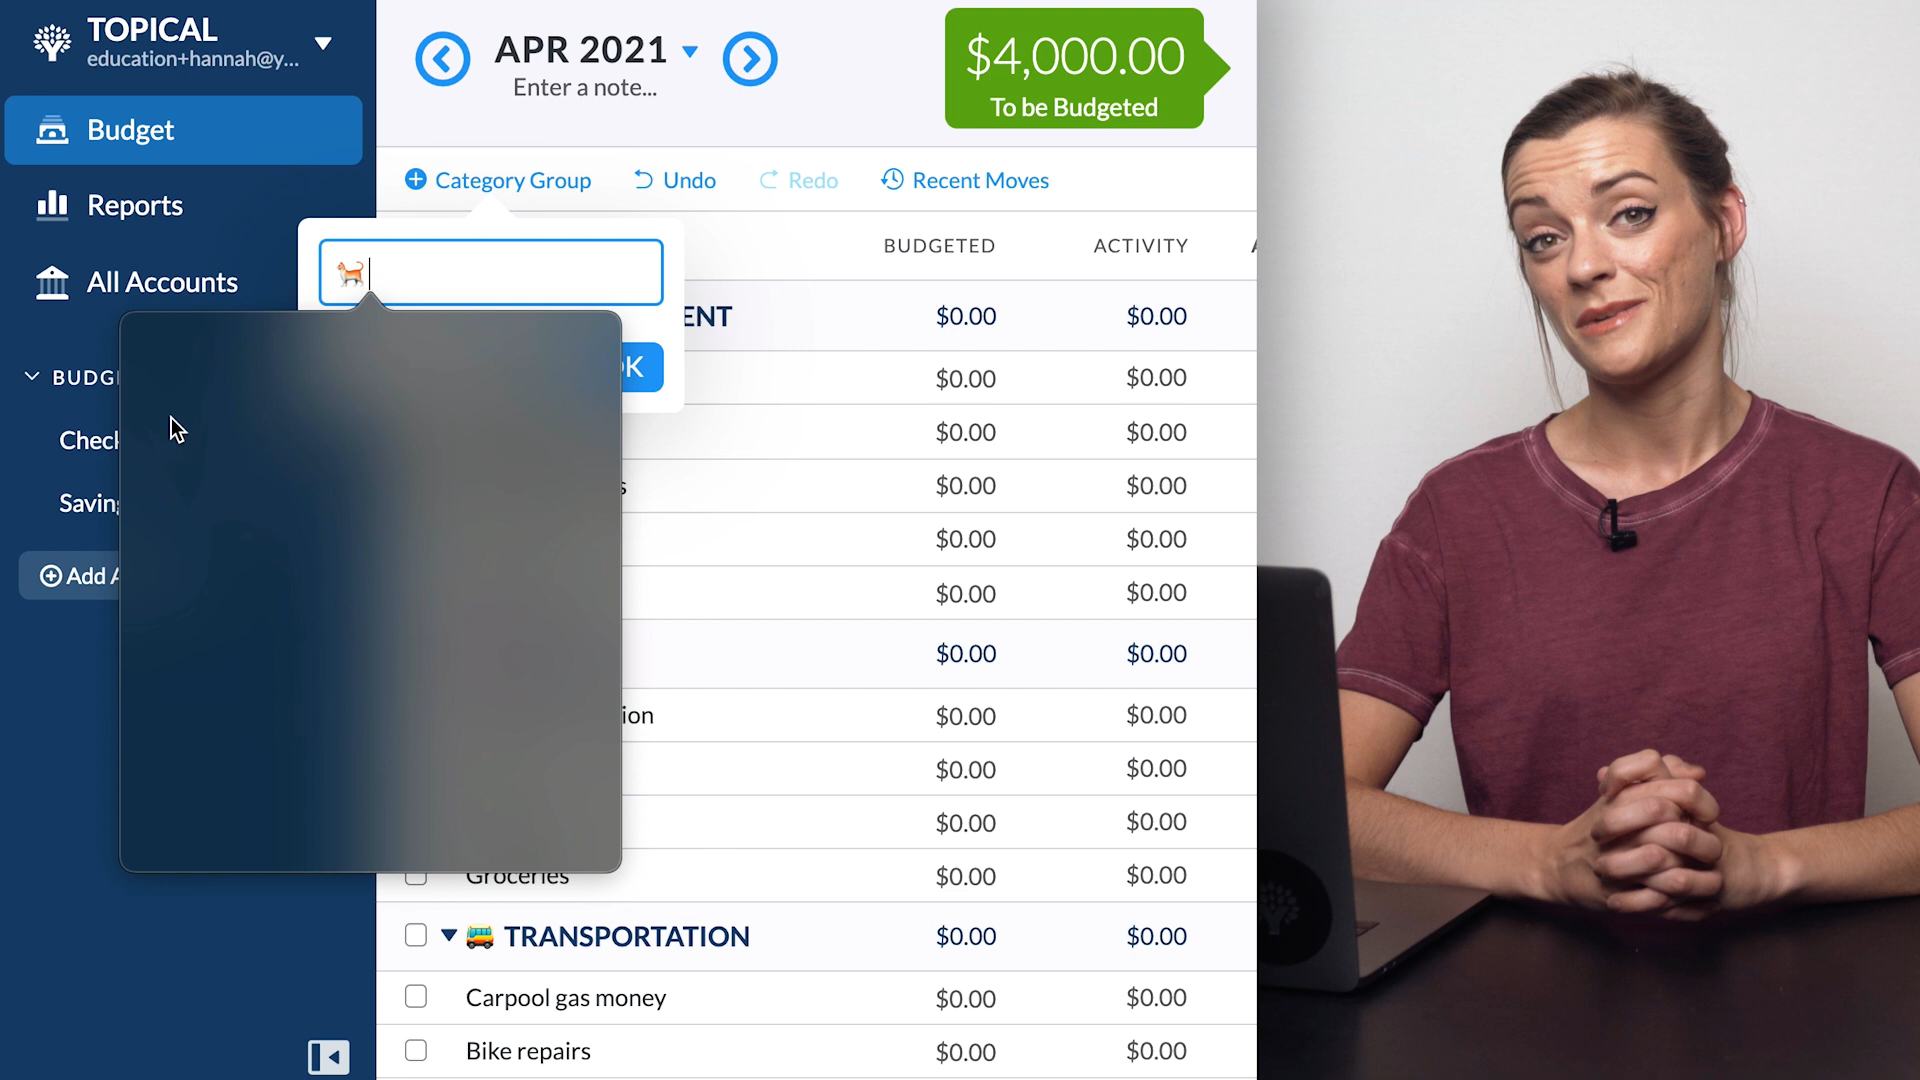 TOPICAL
education+hannah@y...
Budget
Reports
All Accounts
BUDG
Check
Saving
Add A
APR 2021
Enter a note...
$4,000.00
To be Budgeted
Category Group
Undo
Redo
Recent Moves
BUDGETED
ACTIVITY
ENT
$0.00
$0.00
OK
$0.00
$0.00
$0.00
$0.00
s
$0.00
$0.00
$0.00
$0.00
$0.00
$0.00
$0.00
$0.00
ion
$0.00
$0.00
$0.00
$0.00
$0.00
$0.00
Groceries
$0.00
$0.00
TRANSPORTATION
$0.00
$0.00
Carpool gas money
$0.00
$0.00
Bike repairs
$0.00
$0.00